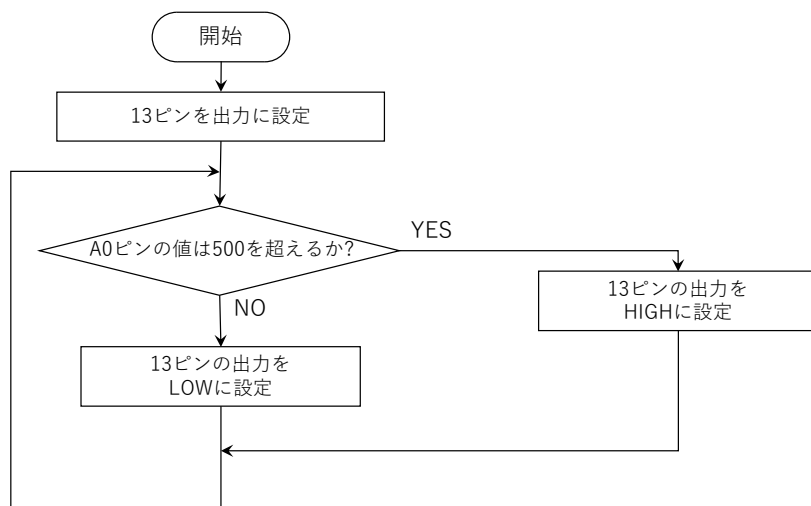 開始
13ピンを出力に設定
A0ピンの値は500を超えるか?
YES
NO
13ピンの出力を
HIGHに設定
13ピンの出力を
LOWに設定